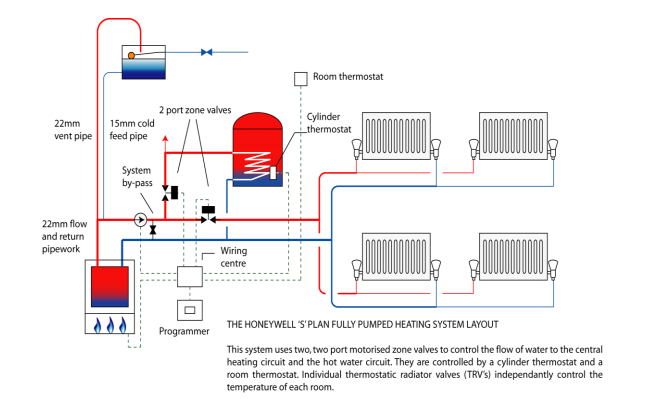 Room thermostat
2 port zone valves
Cylinder
thermostat
22mm
vent pipe
15mm cold
feed pipe
System
by-pass
22mm flow
and return
pipework
Wiring
centre
Programmer
THE HONEYWELL ‘S’ PLAN FULLY PUMPED HEATING SYSTEM LAYOUT
This system uses two, two port motorised zone valves to control the flow of water to the central
heating circuit and the hot water circuit. They are controlled by a cylinder thermostat and a
room thermostat. Individual thermostatic radiator valves (TRV’s) independantly control the
temperature of each room.